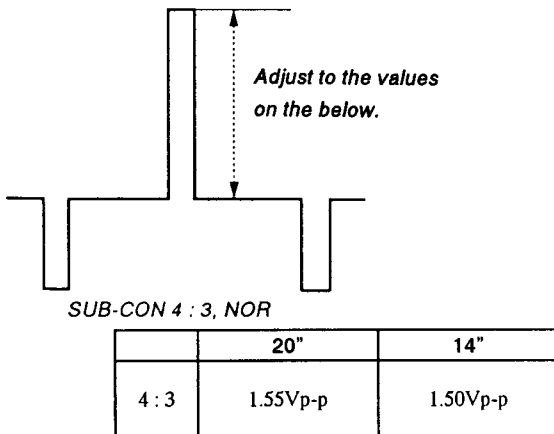 Adjust to the values
on the below.
SUB-CON 4 : 3, NOR
20" 14"
4 : 3 1.55Vp-p 1.50Vp-p